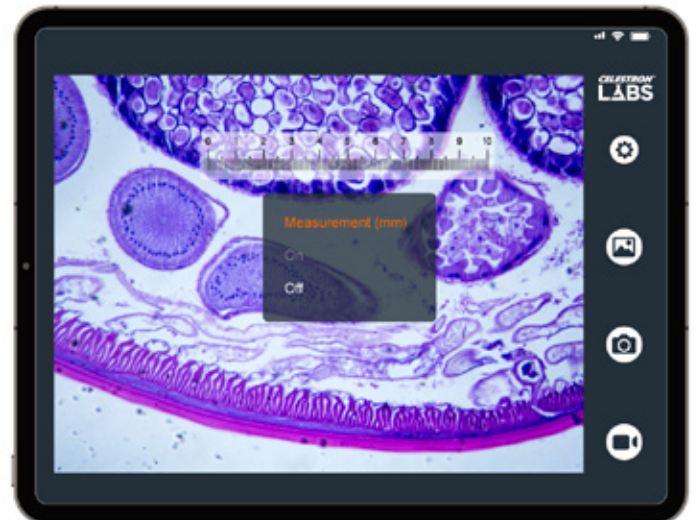 CELESTRON
LABS
0 1 2 3 4 5 6 7 8 9 10
Measurement (mm)
On
Off